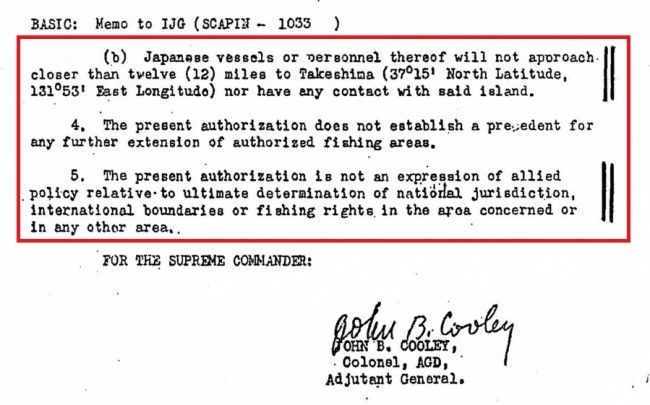 BASIC: Memo to IJG (SCAPIN - 1033 )
(b) Japanese vessels or personnel thereof will not approach
closer than twelve (12) miles to Takeshima (37°15' North Latitude,
131°53' East Longitude) nor have any contact with said island.
4. The present authorization does not establish a precedent for
any further extension of authorized fishing areas.
5. The present authorization is not an expression of allied
policy relative to ultimate determination of national jurisdiction,
international boundaries or fishing rights in the area concerned or
in any other area.
FOR THE SUPREME COMMANDER:
John B. Cooley
JOHN B. COOLEY,
Colonel, AGD,
Adjutant General.